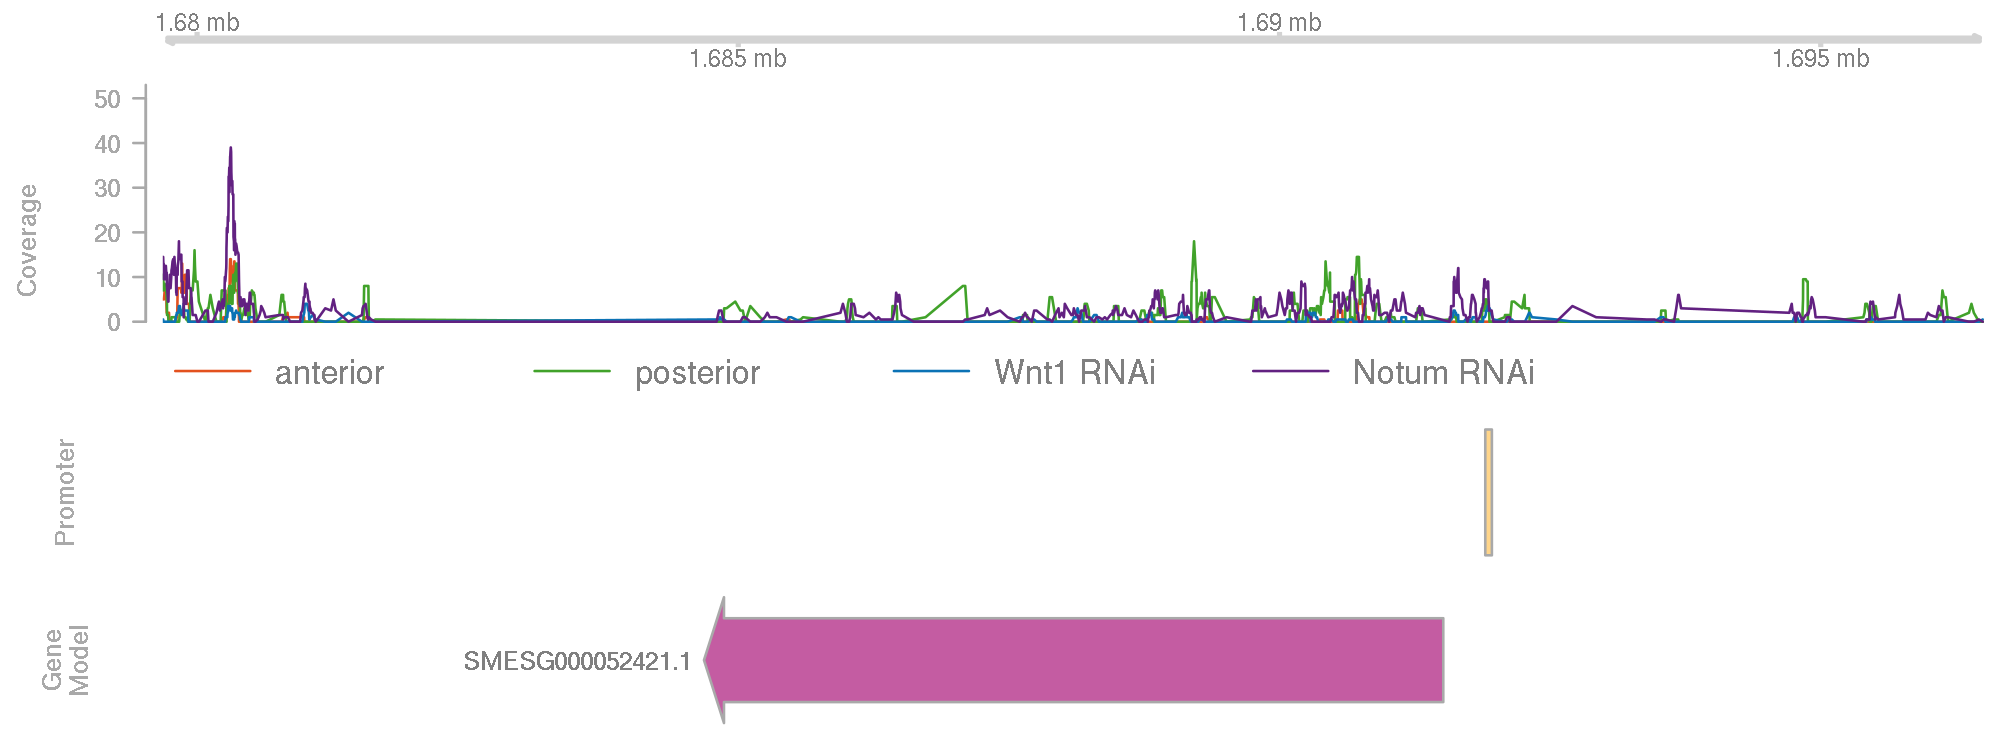 1.68 mb
1.69 mb
1.685 mb
1.695 mb
Coverage
50
40
30
20
10
0
anterior
posterior
Wnt1 RNAi
Notum RNAi
Promoter
Gene
Model
SMESG000052421.1